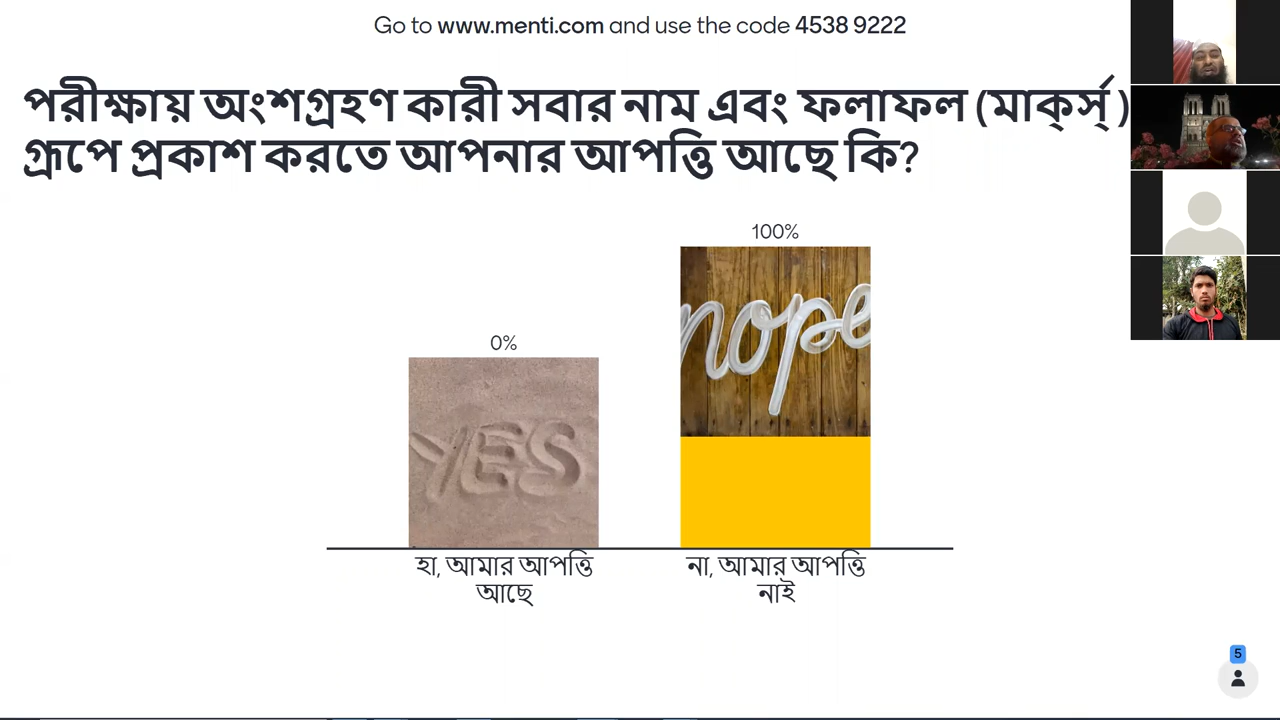 Go to www.menti.com and use the code 4538 9222
পরীক্ষায় অংশগ্রহণ কারী সবার নাম এবং ফলাফল (মাক্র্স্ )
গ্রূপে প্রকাশ করতে আপনার আপত্তি আছে কি?
100%
nope
0%
YES
হা, আমার আপত্তি
আছে
না, আমার আপত্তি
নাই
5